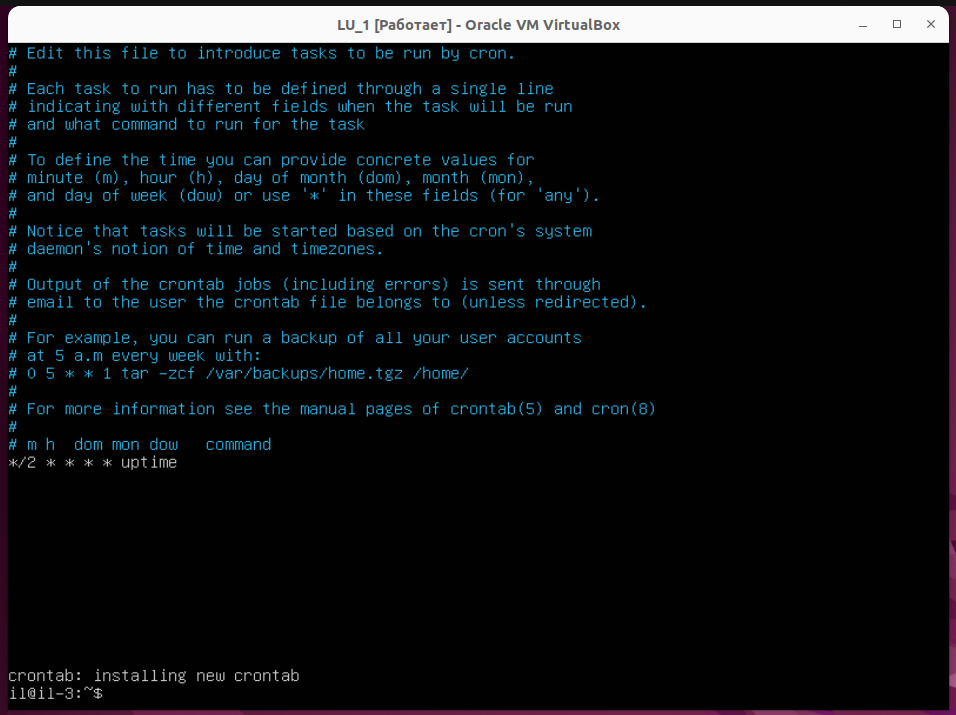 LU_1 [Работает] - Oracle VM VirtualBox
# Edit this file to introduce tasks to be run by cron.
#
# Each task to run has to be defined through a single line
# indicating with different fields when the task will be run
# and what command to run for the task
#
# To define the time you can provide concrete values for
# minute (m), hour (h), day of month (dom), month (mon),
# and day of week (dow) or use '*' in these fields (for 'any').
#
# Notice that tasks will be started based on the cron's system
# daemon's notion of time and timezones.
#
# Output of the crontab jobs (including errors) is sent through
# email to the user the crontab file belongs to (unless redirected).
#
# For example, you can run a backup of all your user accounts
# at 5 a.m every week with:
# 0 5 * * 1 tar -zcf /var/backups/home.tgz /home/
#
# For more information see the manual pages of crontab(5) and cron(8)
#
# m h  dom mon dow   command
*/2 * * * * uptime
crontab: installing new crontab
il@il-3:~$